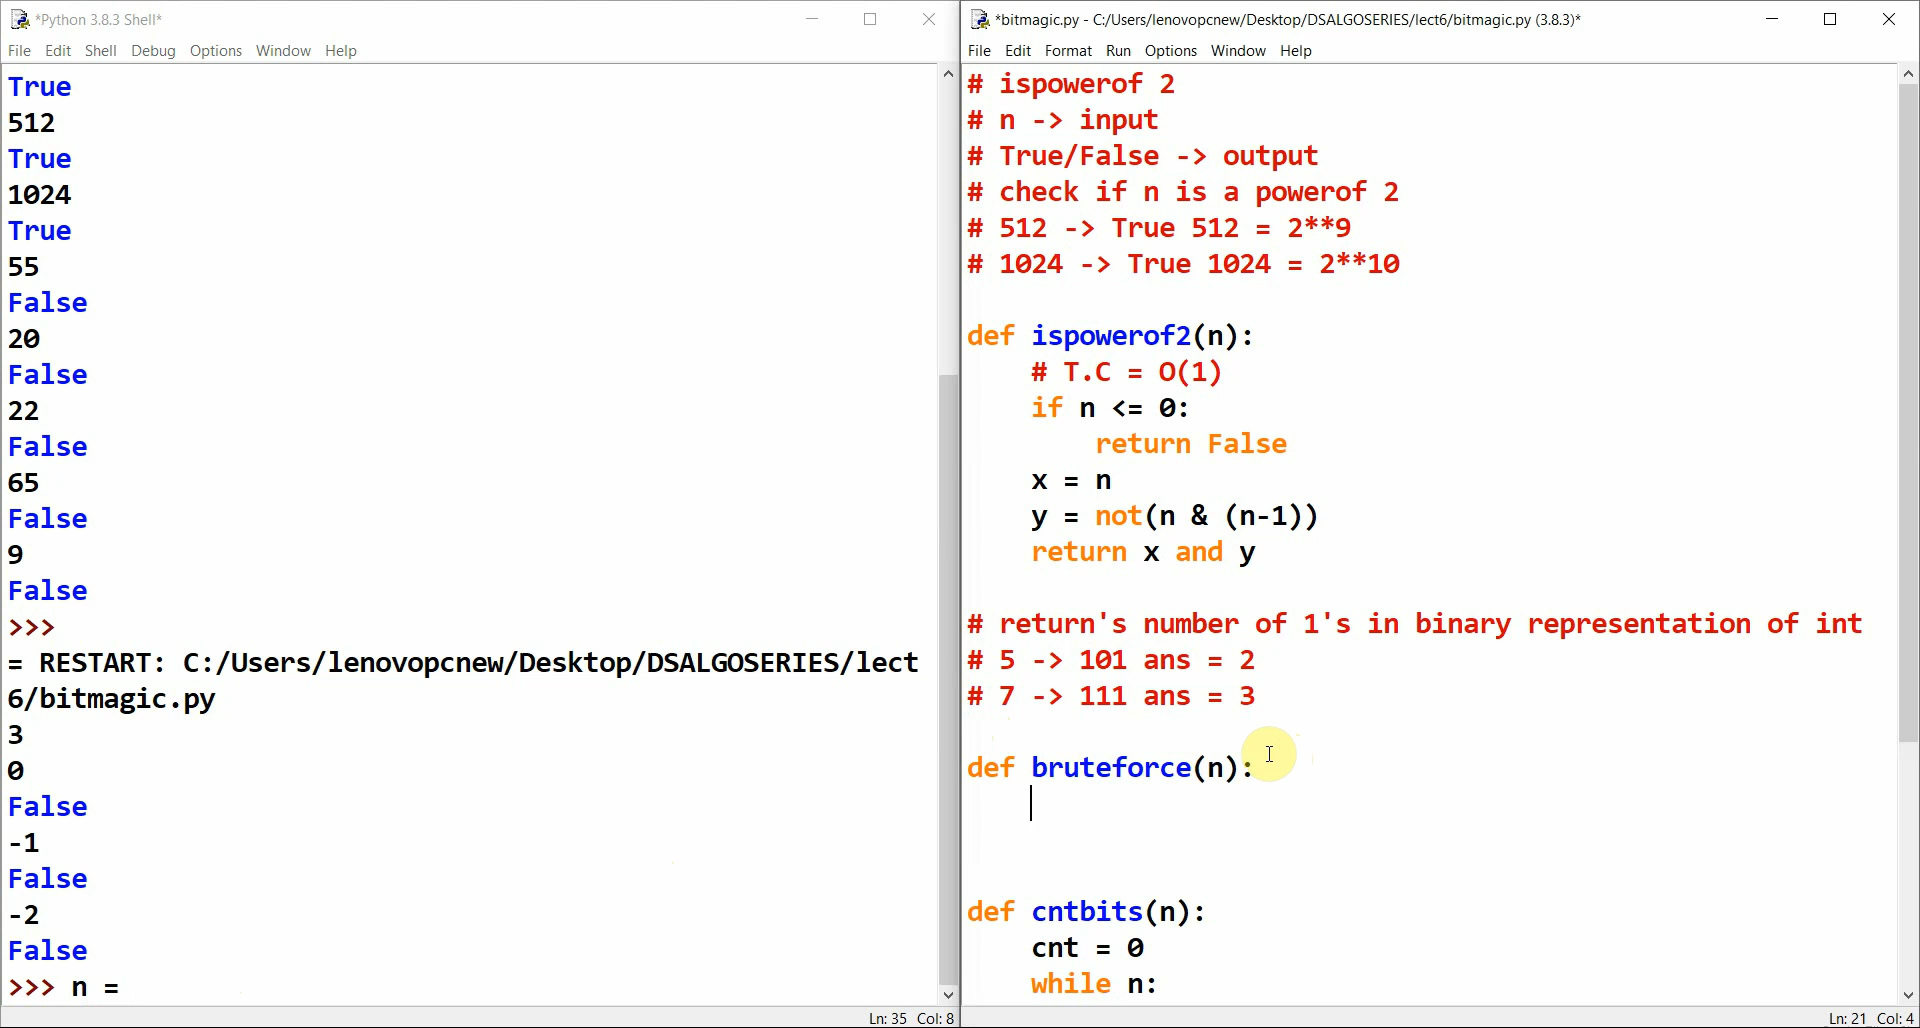 *Python 3.8.3 Shell*
File Edit Shell Debug Options Window Help
True
512
True
1024
True
55
False
20
False
22
False
65
False
9
False
>>>
= RESTART: C:/Users/lenovopcnew/Desktop/DSALGOSERIES/lect
6/bitmagic.py
3
0
False
-1
False
-2
False
>>> n =
Ln: 35 Col: 8
*bitmagic.py - C:/Users/lenovopcnew/Desktop/DSALGOSERIES/lect6/bitmagic.py (3.8.3)*
File Edit Format Run Options Window Help
# ispowerof 2
# n -> input
# True/False -> output
# check if n is a powerof 2
# 512 -> True 512 = 2**9
# 1024 -> True 1024 = 2**10
def ispowerof2(n):
    # T.C = O(1)
    if n <= 0:
        return False
    x = n
    y = not(n & (n-1))
    return x and y
# return's number of 1's in binary representation of int
# 5 -> 101 ans = 2
# 7 -> 111 ans = 3
def bruteforce(n):
def cntbits(n):
    cnt = 0
    while n:
Ln: 21 Col: 4